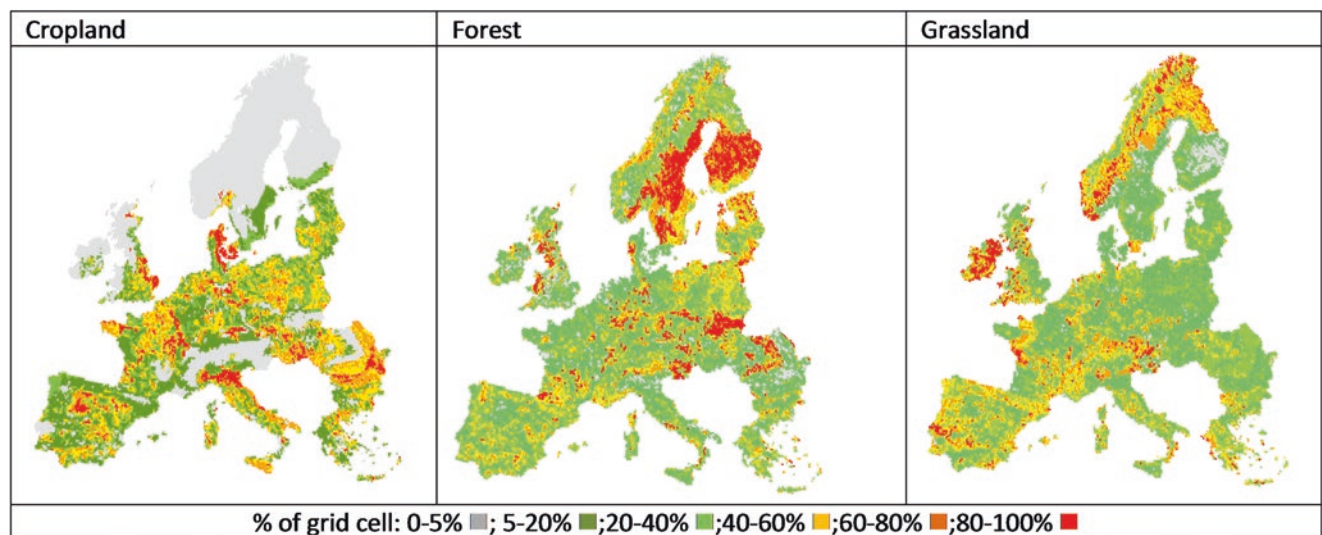 Cropland
Forest
Grassland
% of grid cell: 0-5% ; 5-20% ;20-40% ;40-60% ;60-80% ;80-100%